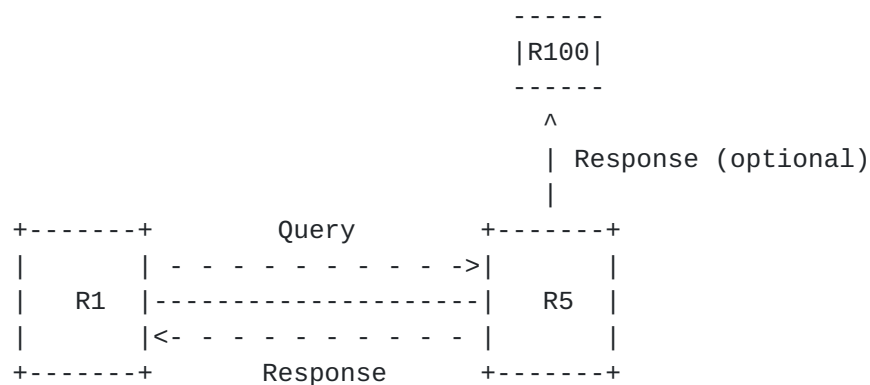 ------
|R100|
------
^
| Response (optional)
|
+-------+ Query +-------+
| | - - - - - - - - - ->| |
| R1 |---------------------| R5 |
| |<- - - - - - - - - - | |
+-------+ Response +-------+